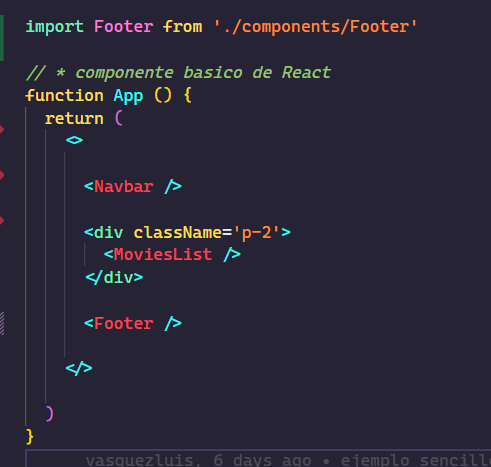 import Footer from './components/Footer'
// * componente basico de React
function App () {
return (
<>
<Navbar />
<div className='p-2'>
<MoviesList />
</div>
<Footer />
</>
)
}
vasquezluis, 6 days ago • ejemplo